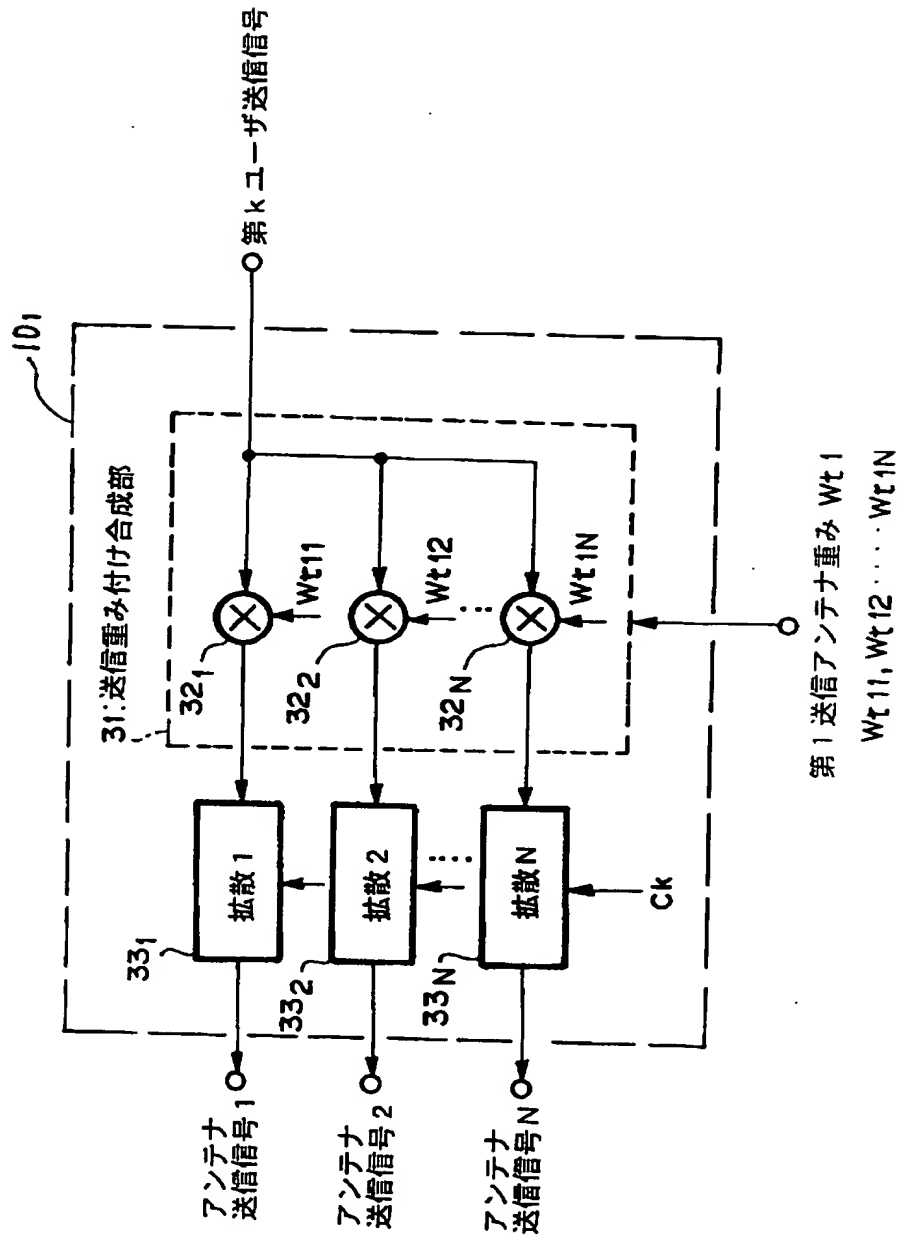 10₁
31:送信重み付け合成部
第kユーザ送信信号
32₁
Wt11
32₂
Wt12
32N
Wt1N
33₁
拡散1
33₂
拡散2
33N
拡散N
Ck
アンテナ
送信信号1
アンテナ
送信信号2
アンテナ
送信信号N
第1送信アンテナ重み Wt1
Wt11, Wt12 ····· Wt1N